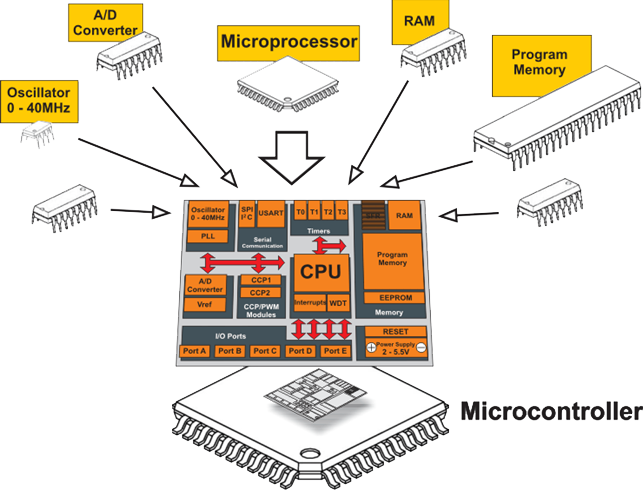 A/D
Converter
Microprocessor
RAM
Program
Memory
Oscillator
0 - 40MHz
Oscillator
0 - 40MHz
PLL
SPI
I²C
USART
Serial
Communication
T0
T1
T2
T3
Timers
RAM
Program
Memory
EEPROM
Memory
A/D
Converter
Vref
CCP1
CCP2
CCP/PWM
Modules
CPU
Interrupts
WDT
I/O Ports
Port A
Port B
Port C
Port D
Port E
RESET
Power Supply
2 - 5.5V
Microcontroller